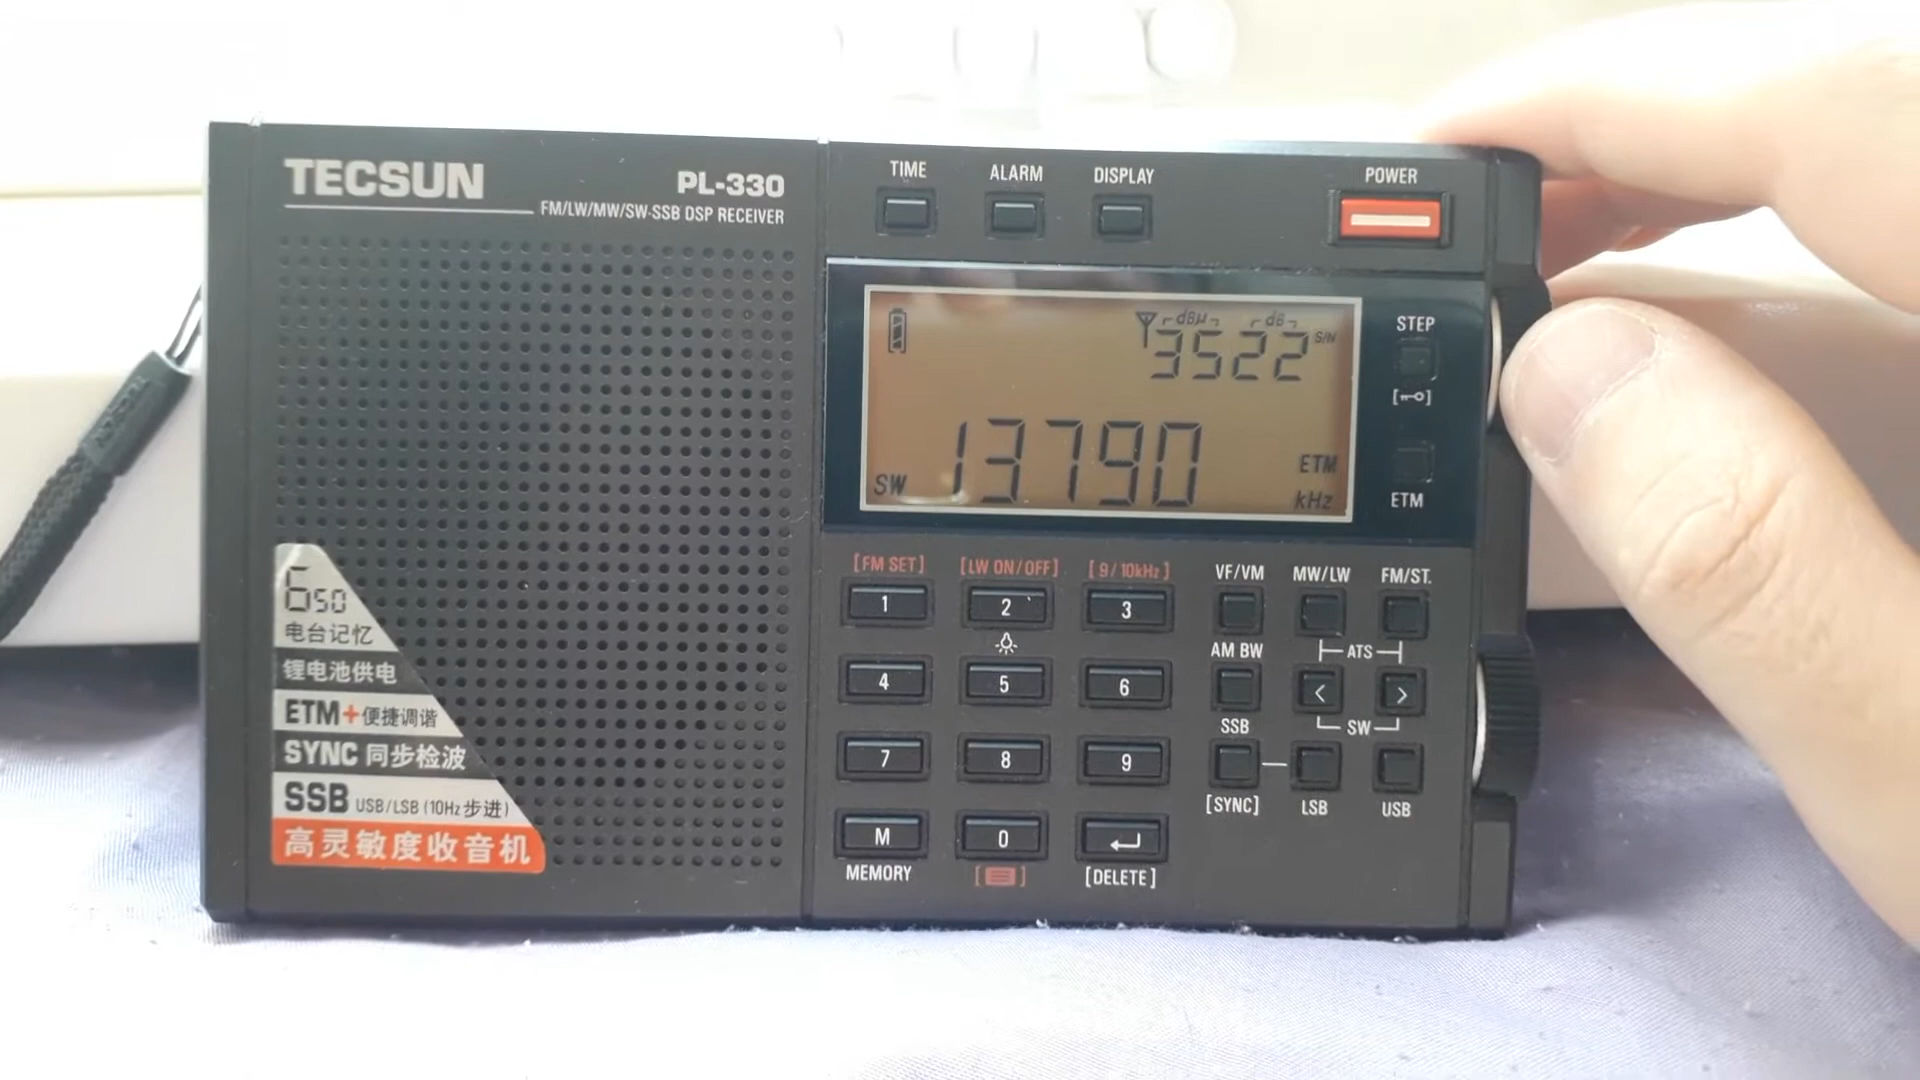 TECSUN
PL-330
FM/LW/MW/SW-SSB DSP RECEIVER
TIME ALARM DISPLAY POWER
dBμ dB
3522 S/N
13790
SW
ETM
kHz
STEP
ETM
650
电台记忆
锂电池供电
ETM+便捷调谐
SYNC 同步检波
SSB USB/LSB (10Hz步进)
高灵敏度收音机
[FM SET] [LW ON/OFF] [9/10kHz] VF/VM MW/LW FM/ST.
1 2 3
AM BW ATS
4 5 6 < >
SSB SW
7 8 9
[SYNC] LSB USB
M 0
MEMORY [DELETE]